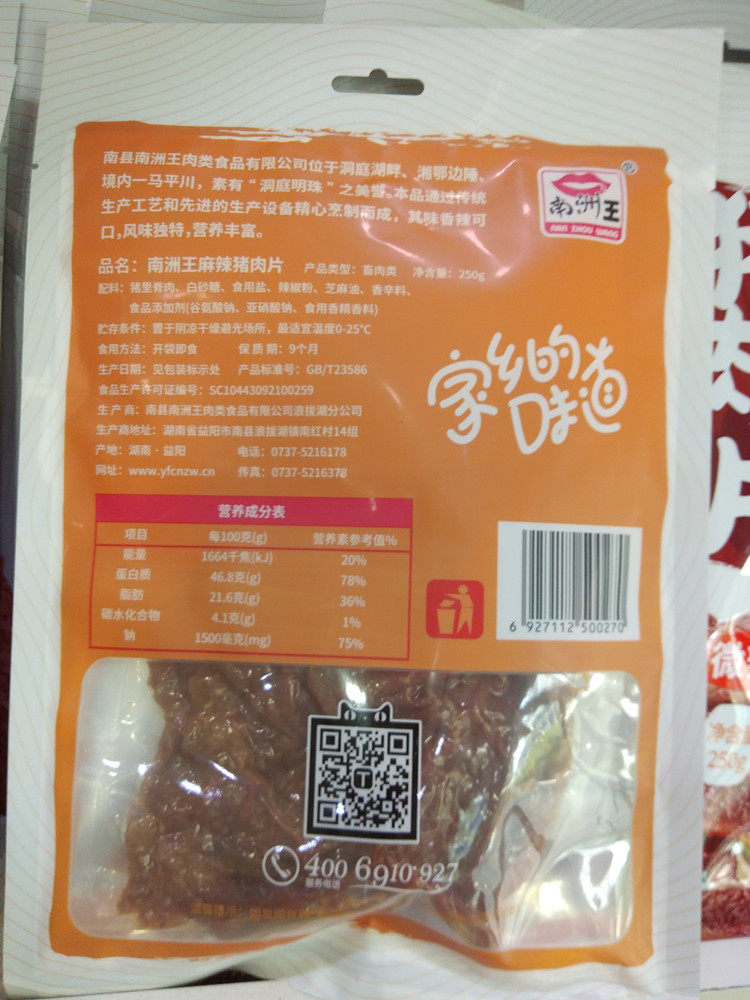 南县南洲王肉类食品有限公司位于洞庭湖畔、湘鄂边陲,
境内一马平川，素有“洞庭明珠”之美誉。本品通过传统
生产工艺和先进的生产设备精心烹制而成，其味香辣可
口,风味独特,营养丰富。
南洲王
NAN ZHOU WANG
®
品名：南洲王麻辣猪肉片 产品类型：畜肉类 净含量：250g
配料：猪里脊肉、白砂糖、食用盐、辣椒粉、芝麻油、香辛料、
食品添加剂(谷氨酸钠、亚硝酸钠、食用香精香料)
贮存条件：置于阴凉干燥避光场所，最适宜温度0-25℃
食用方法：开袋即食 保质期：9个月
生产日期：见包装标示处 产品标准号：GB/T23586
食品生产许可证编号：SC10443092100259
生产商：南县南洲王肉类食品有限公司浪拔湖分公司
生产商地址：湖南省益阳市南县浪拔湖镇南红村14组
产地：湖南·益阳 电话：0737-5216178
网址：www.yfcnzw.cn 传真：0737-5216378
家乡的
味道
营养成分表
项目 每100克(g) 营养素参考值%
能量 1664千焦(kJ) 20%
蛋白质 46.8克(g) 78%
脂肪 21.6克(g) 36%
碳水化合物 4.1克(g) 1%
钠 1500毫克(mg) 75%
6 927112 500270
T
400 6910·927
服务电话
片
微
净含量
250g